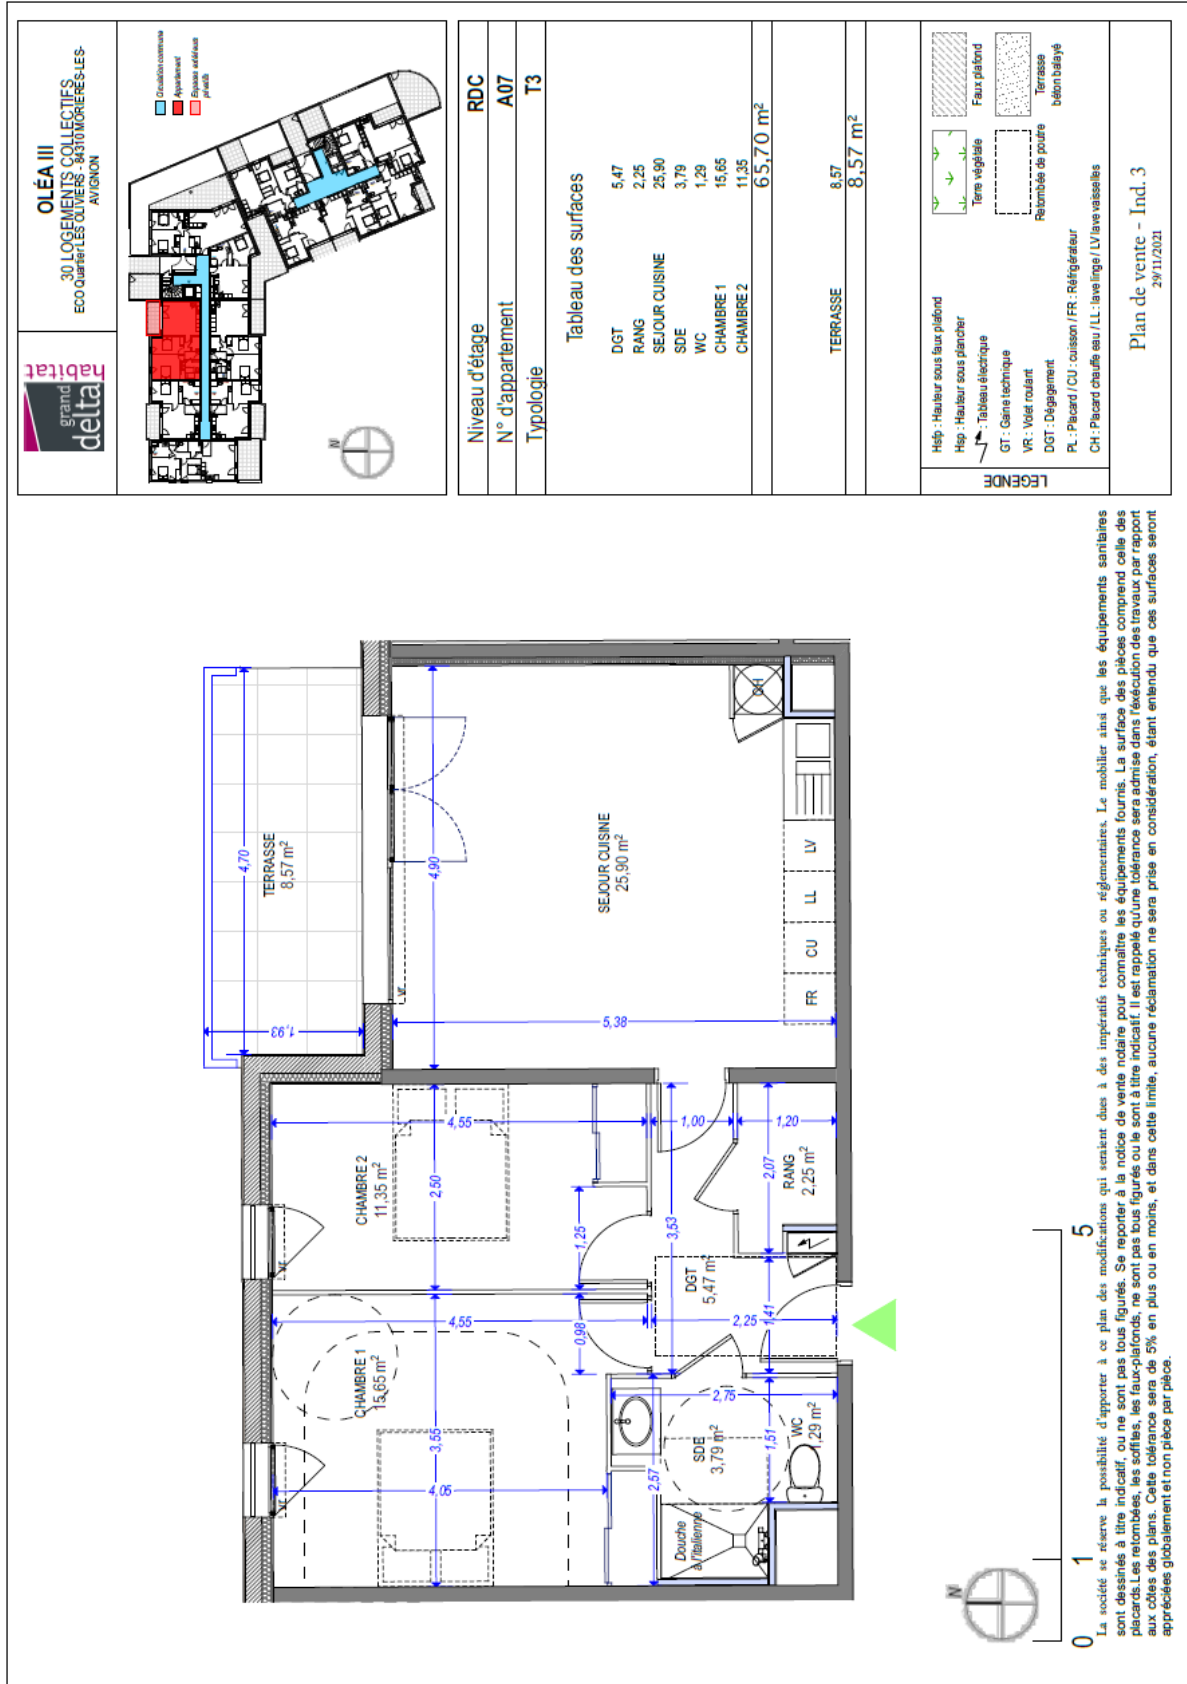 grand
delta
habitat
OLÉA III
30 LOGEMENTS COLLECTIFS
ECO Quartier LES OLIVIERS - 84310 MORIERES-LES-
AVIGNON
Circulation commune
Appartement
Espaces extérieurs
privatifs
N
Niveau d'étage RDC
N° d'appartement A07
Typologie T3
Tableau des surfaces
DGT 5,47
RANG 2,25
SEJOUR CUISINE 25,90
SDE 3,79
WC 1,29
CHAMBRE 1 15,65
CHAMBRE 2 11,35
65,70 m²
TERRASSE 8,57
8,57 m²
LEGENDE
Hsfp : Hauteur sous faux plafond
Hsp : Hauteur sous plancher
: Tableau électrique
GT : Gaine technique
VR : Volet roulant
DGT : Dégagement
PL : Placard / CU : cuisson / FR : Réfrigérateur
CH : Placard chauffe eau / LL : lave linge / LV lave vaisselles
Terre végétale
Faux plafond
Retombée de poutre
Terrasse
béton balayé
Plan de vente - Ind. 3
29/11/2021
TERRASSE
8,57 m²
4,70
1,93
4,90
SEJOUR CUISINE
25,90 m²
5,38
CH
LV
LL
CU
FR
VR
CHAMBRE 2
11,35 m²
4,55
2,50
1,25
1,00
1,20
3,53
2,07
RANG
2,25 m²
DGT
5,47 m²
2,25
1,41
CHAMBRE 1
15,65 m²
4,55
0,98
3,55
4,05
2,57
2,75
SDE
3,79 m²
1,51
WC
1,29 m²
Douche
à l'italienne
N
0 1 5
La société se réserve la possibilité d'apporter à ce plan des modifications qui seraient dues à des impératifs techniques ou réglementaires. Le mobilier ainsi que les équipements sanitaires
sont dessinés à titre indicatif, ou ne sont pas tous figurés. Se reporter à la notice de vente notaire pour connaître les équipements fournis. La surface des pièces comprend celle des
placards.Les retombées, les soffites, les faux-plafonds, ne sont pas tous figurés ou le sont à titre indicatif. Il est rappelé qu'une tolérance sera admise dans l'exécution des travaux par rapport
aux côtes des plans. Cette tolérance sera de 5% en plus ou en moins, et dans cette limite, aucune réclamation ne sera prise en considération, étant entendu que ces surfaces seront
appréciées globalement et non pièce par pièce.